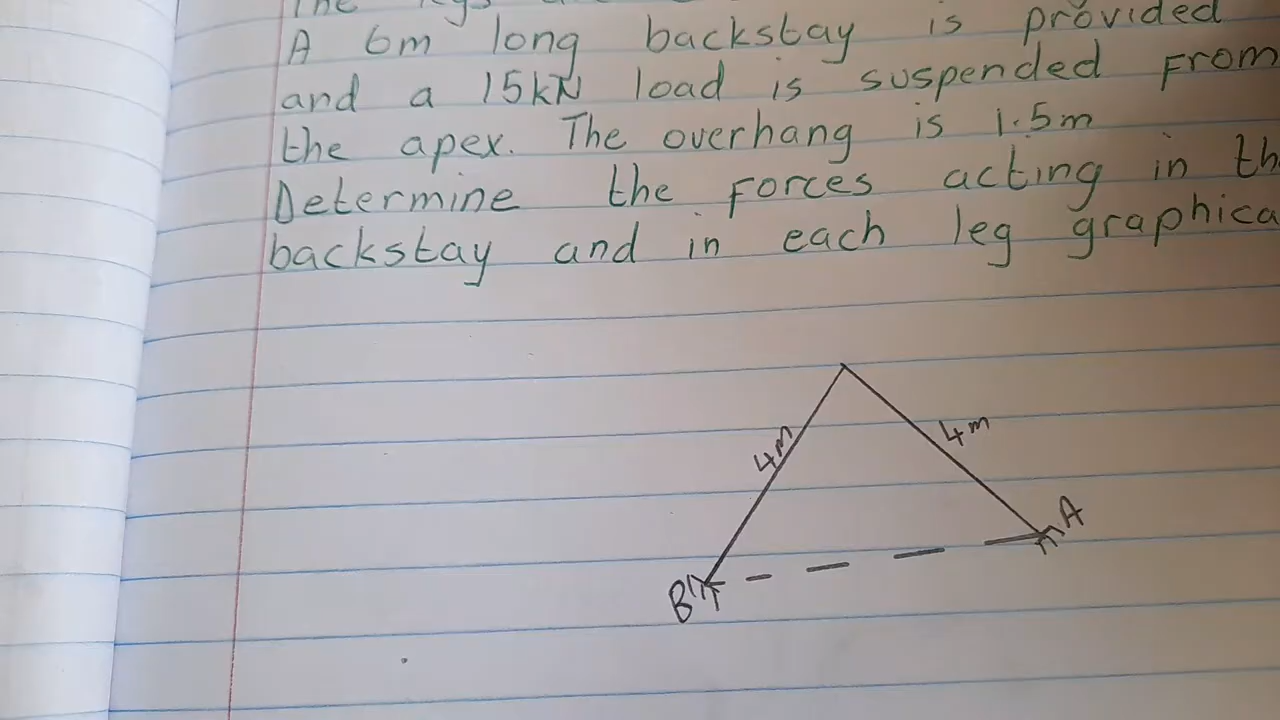 A 6m long backstay is provided
and a 15kN load is suspended From
the apex. The overhang is 1.5m
Determine the Forces acting in th
backstay and in each leg graphica
4m
4m
A
B